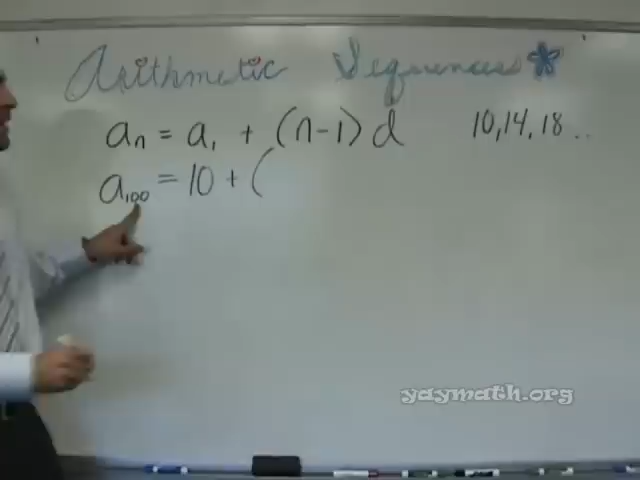 Arithmetic Sequences*
aₙ = a₁ + (n-1)d
10, 14, 18...
a₁₀₀ = 10 + (
yaymath.org